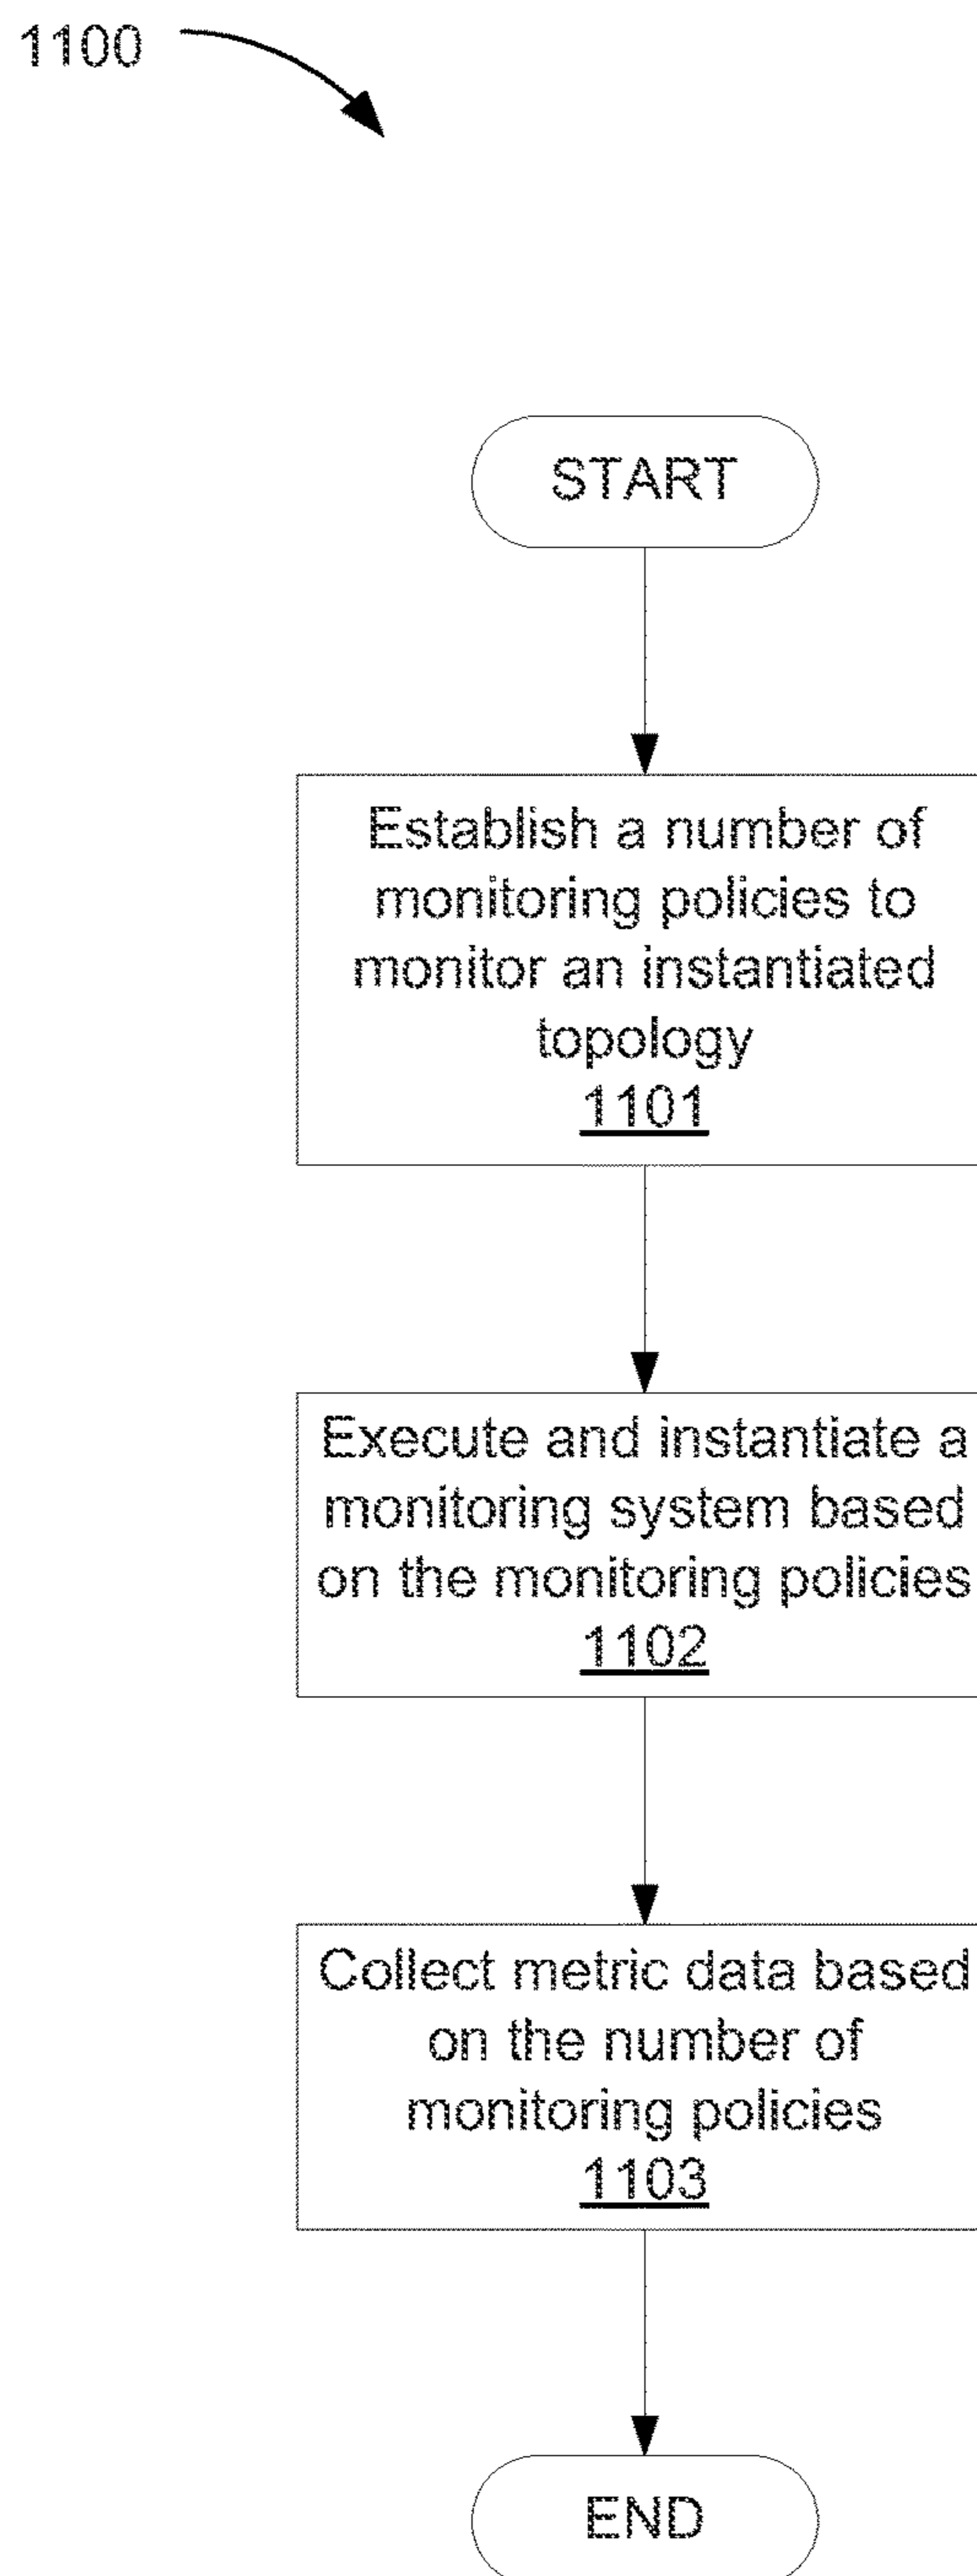 1100
START
Establish a number of
monitoring policies to
monitor an instantiated
topology
1101
Execute and instantiate a
monitoring system based
on the monitoring policies
1102
Collect metric data based
on the number of
monitoring policies
1103
END